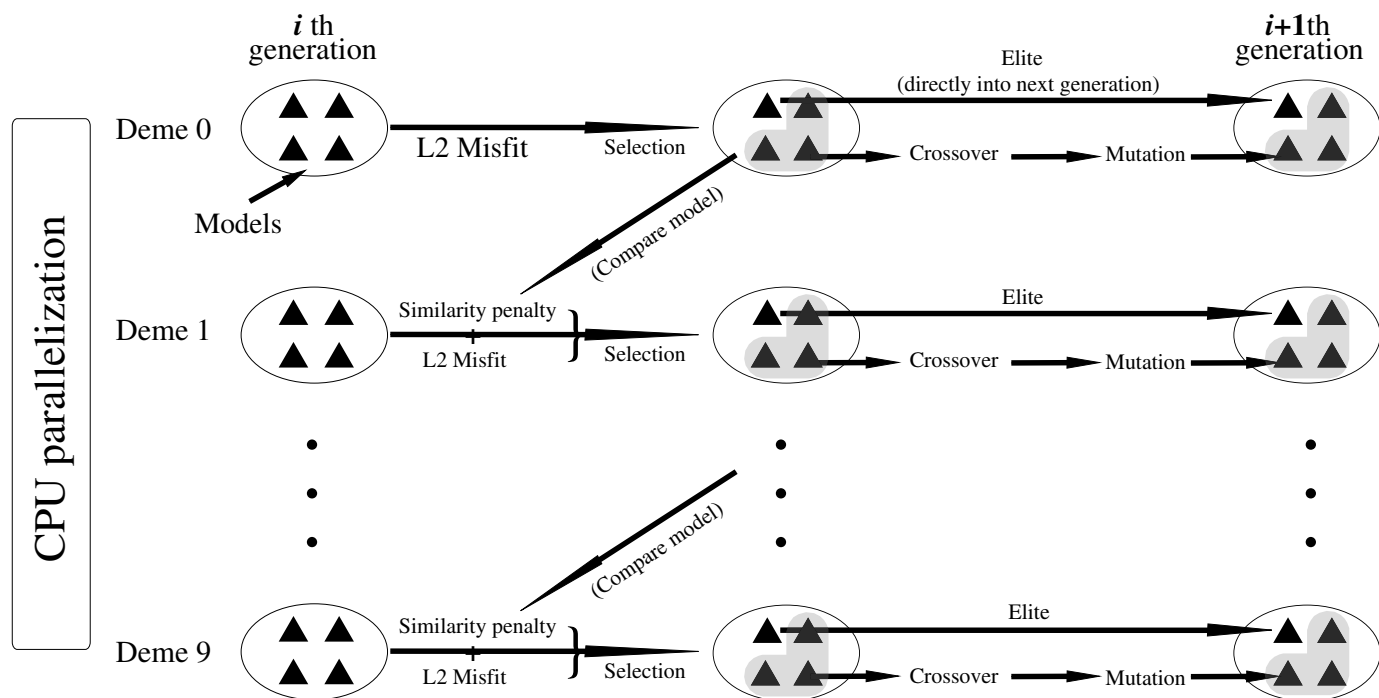 i th
generation
i+1th
generation
CPU parallelization
Deme 0
L2 Misfit
Selection
Elite
(directly into next generation)
Crossover
Mutation
Models
(Compare model)
Deme 1
Similarity penalty
+
L2 Misfit
}
Selection
Elite
Crossover
Mutation
(Compare model)
Deme 9
Similarity penalty
+
L2 Misfit
}
Selection
Elite
Crossover
Mutation